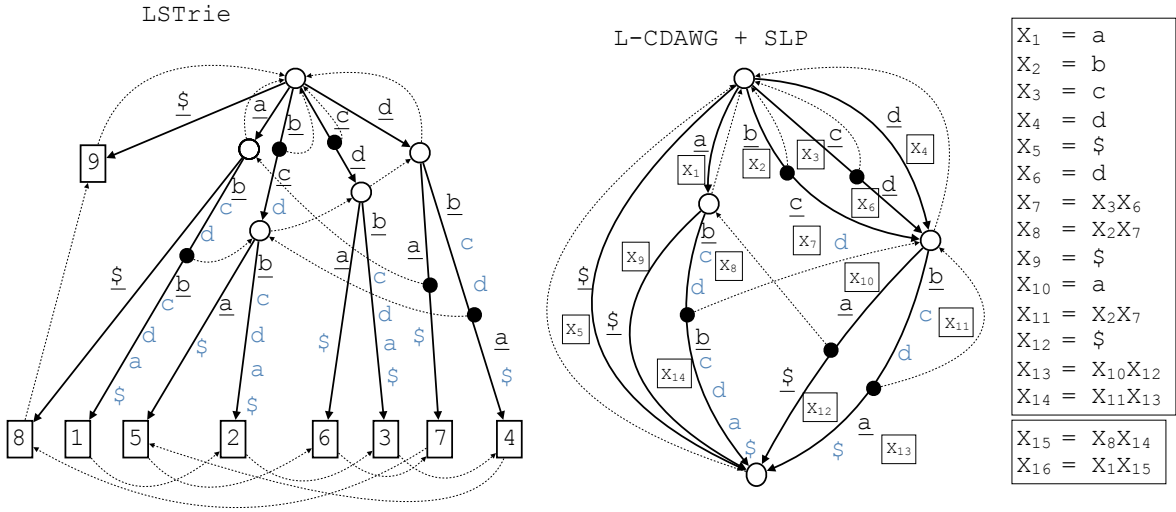 LSTrie
$
a
b
c
d
9
b
c
d
c
d
b
a
b
c
d
$
b
c
d
a
$
a
b
c
d
a
$
$
a
b
c
d
a
$
$
a
b
c
d
a
$
$
8
1
5
2
6
3
7
4
L-CDAWG + SLP
a
X₁
b
X₂
c
X₃
d
X₄
d
X₆
c
d
X₇
b
X₈
c
d
X₉
$
X₁₀
a
b
X₁₁
c
d
$
X₅
b
X₁₄
c
d
a
$
$
X₁₂
a
X₁₃
$
X₁ = a
X₂ = b
X₃ = c
X₄ = d
X₅ = $
X₆ = d
X₇ = X₃X₆
X₈ = X₂X₇
X₉ = $
X₁₀ = a
X₁₁ = X₂X₇
X₁₂ = $
X₁₃ = X₁₀X₁₂
X₁₄ = X₁₁X₁₃
X₁₅ = X₈X₁₄
X₁₆ = X₁X₁₅